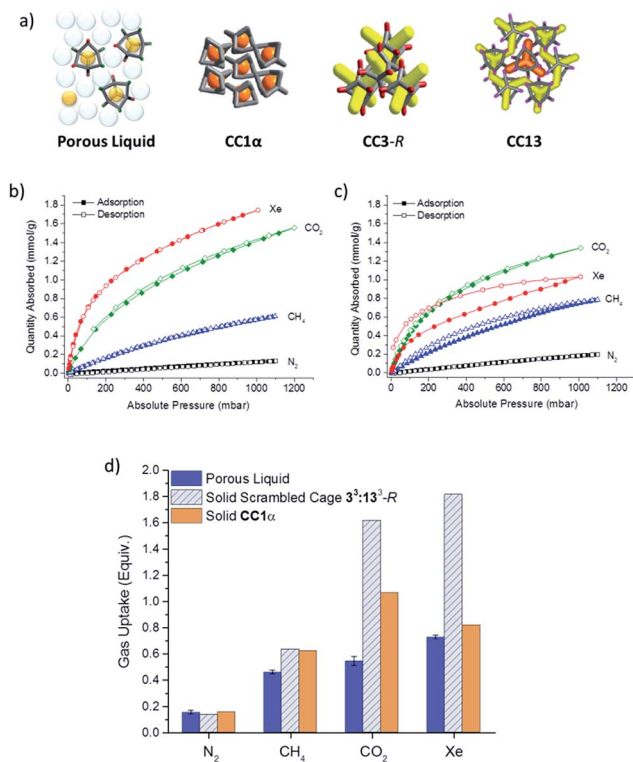 a)
Porous Liquid
CC1α
CC3-R
CC13
b)
1.8
1.6
1.4
1.2
1.0
0.8
0.6
0.4
0.2
0.0
Quantity Absorbed (mmol/g)
Adsorption
Desorption
Xe
CO2
CH4
N2
0 200 400 600 800 1000 1200
Absolute Pressure (mbar)
c)
1.8
1.6
1.4
1.2
1.0
0.8
0.6
0.4
0.2
0.0
Quantity Absorbed (mmol/g)
Adsorption
Desorption
CO2
Xe
CH4
N2
0 200 400 600 800 1000 1200
Absolute Pressure (mbar)
d)
2.0
1.8
1.6
1.4
1.2
1.0
0.8
0.6
0.4
0.2
0.0
Gas Uptake (Equiv.)
Porous Liquid
Solid Scrambled Cage 3³:13³-R
Solid CC1α
N2 CH4 CO2 Xe